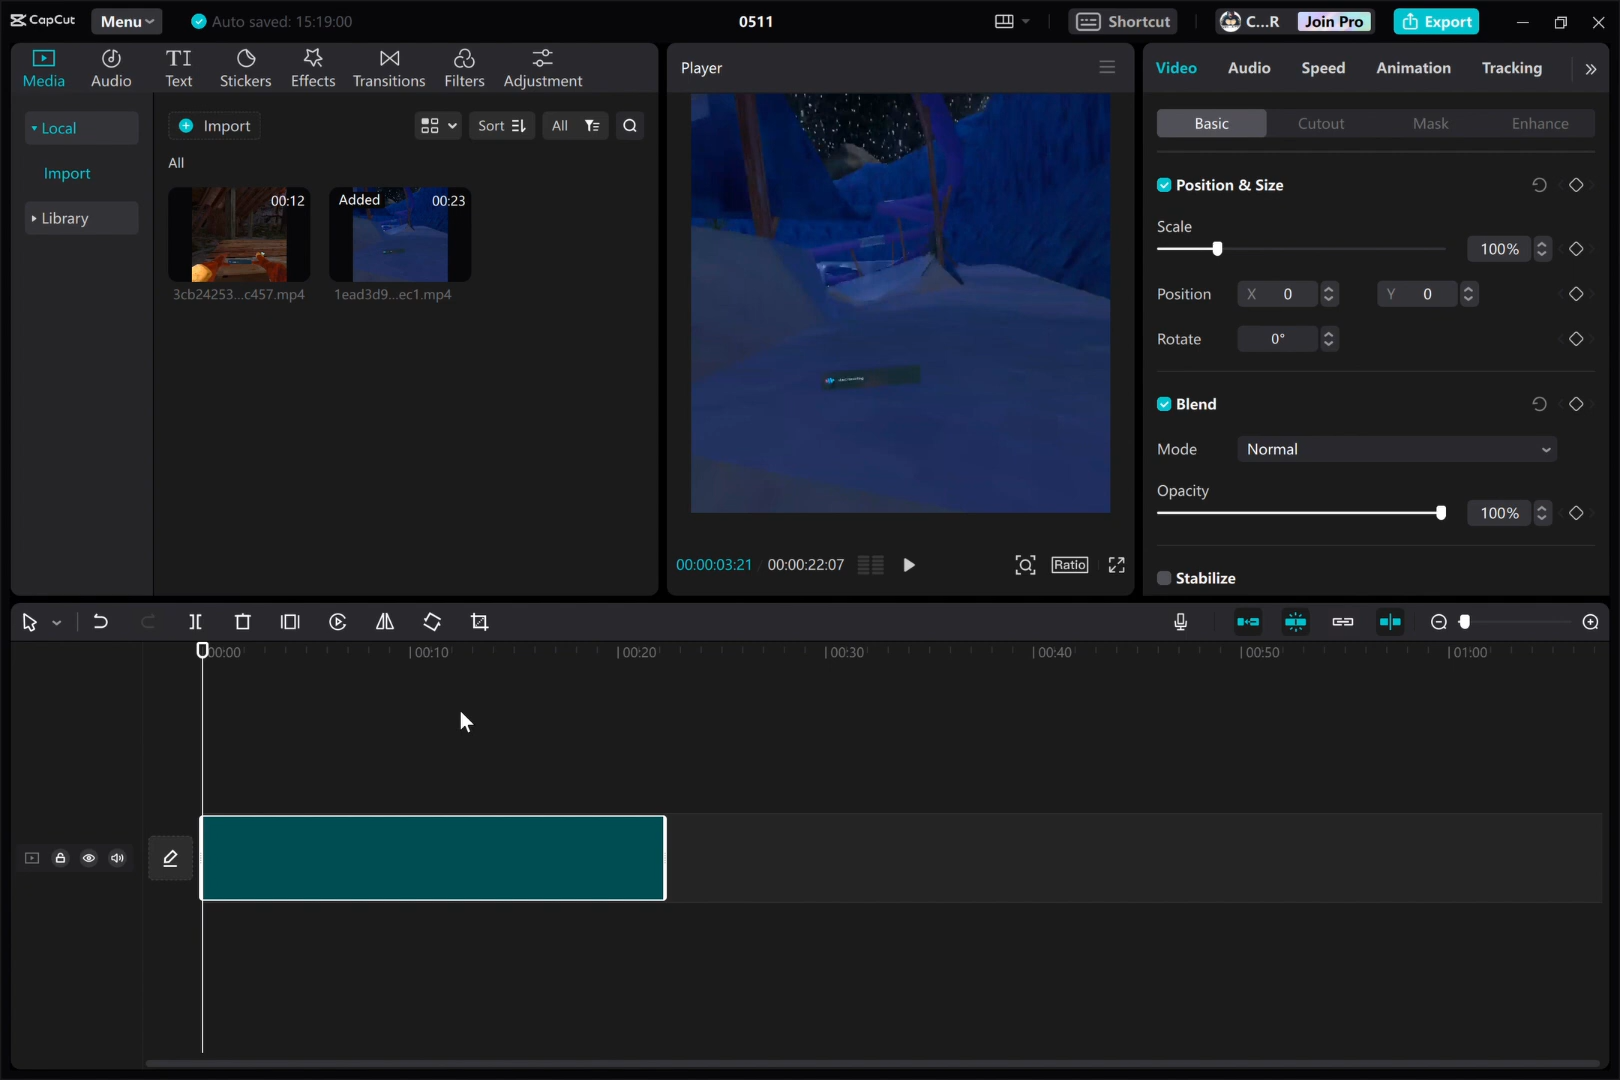 CapCut Menu Auto saved: 15:19:00 0511 Shortcut C...R Join Pro Export
Media Audio Text Stickers Effects Transitions Filters Adjustment
Local
Import
Library
Import Sort All
All
00:12
Added 00:23
3cb24253...c457.mp4 1ead3d9...ec1.mp4
Player
00:00:03:21 00:00:22:07 Ratio
Video Audio Speed Animation Tracking
Basic Cutout Mask Enhance
Position & Size
Scale
100%
Position X 0 Y 0
Rotate 0°
Blend
Mode Normal
Opacity
100%
Stabilize
00:00 00:10 00:20 00:30 00:40 00:50 01:00